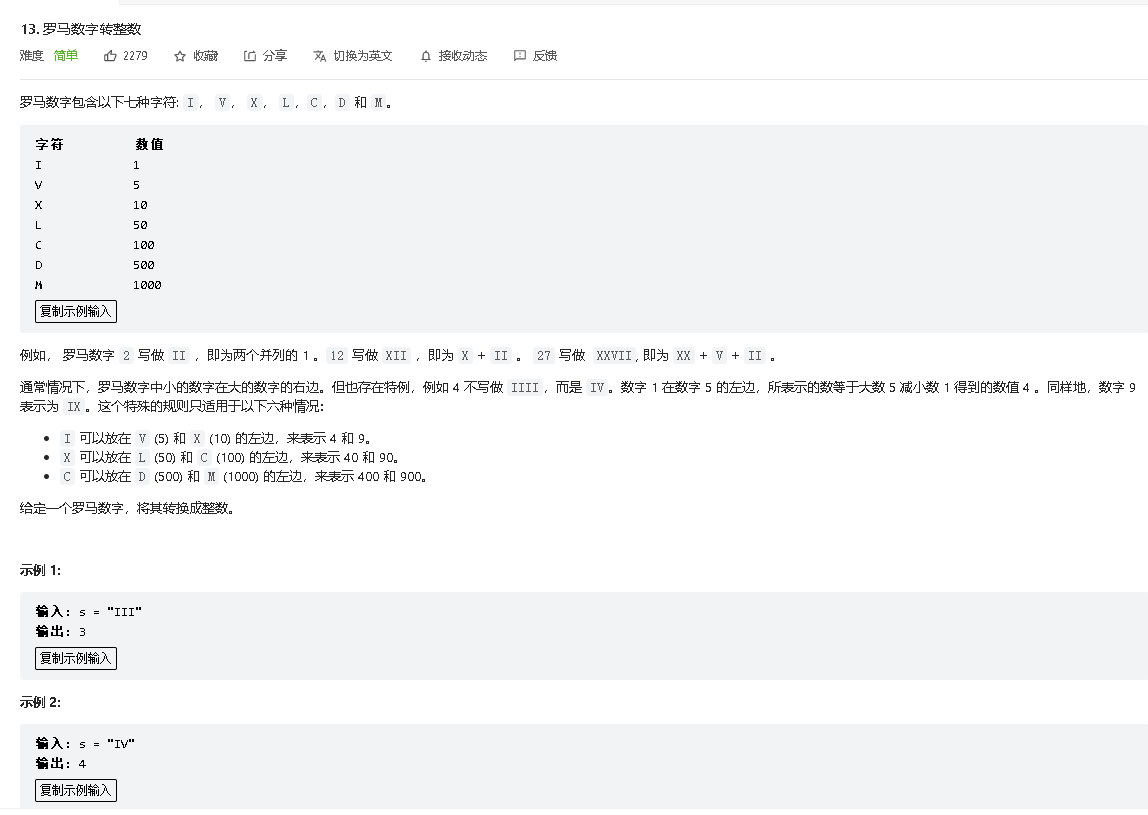 13. 罗马数字转整数
难度 简单 2279 收藏 分享 切换为英文 接收动态 反馈
罗马数字包含以下七种字符: I， V， X， L，C，D 和 M。
字符 数值
I 1
V 5
X 10
L 50
C 100
D 500
M 1000
复制示例输入
例如， 罗马数字 2 写做 II ，即为两个并列的 1 。12 写做 XII ，即为 X + II 。 27 写做 XXVII, 即为 XX + V + II 。
通常情况下，罗马数字中小的数字在大的数字的右边。但也存在特例，例如 4 不写做 IIII，而是 IV。数字 1 在数字 5 的左边，所表示的数等于大数 5 减小数 1 得到的数值 4 。同样地，数字 9
表示为 IX。这个特殊的规则只适用于以下六种情况：
• I 可以放在 V (5) 和 X (10) 的左边，来表示 4 和 9。
• X 可以放在 L (50) 和 C (100) 的左边，来表示 40 和 90。
• C 可以放在 D (500) 和 M (1000) 的左边，来表示 400 和 900。
给定一个罗马数字，将其转换成整数。
示例 1:
输入: s = "III"
输出: 3
复制示例输入
示例 2:
输入: s = "IV"
输出: 4
复制示例输入